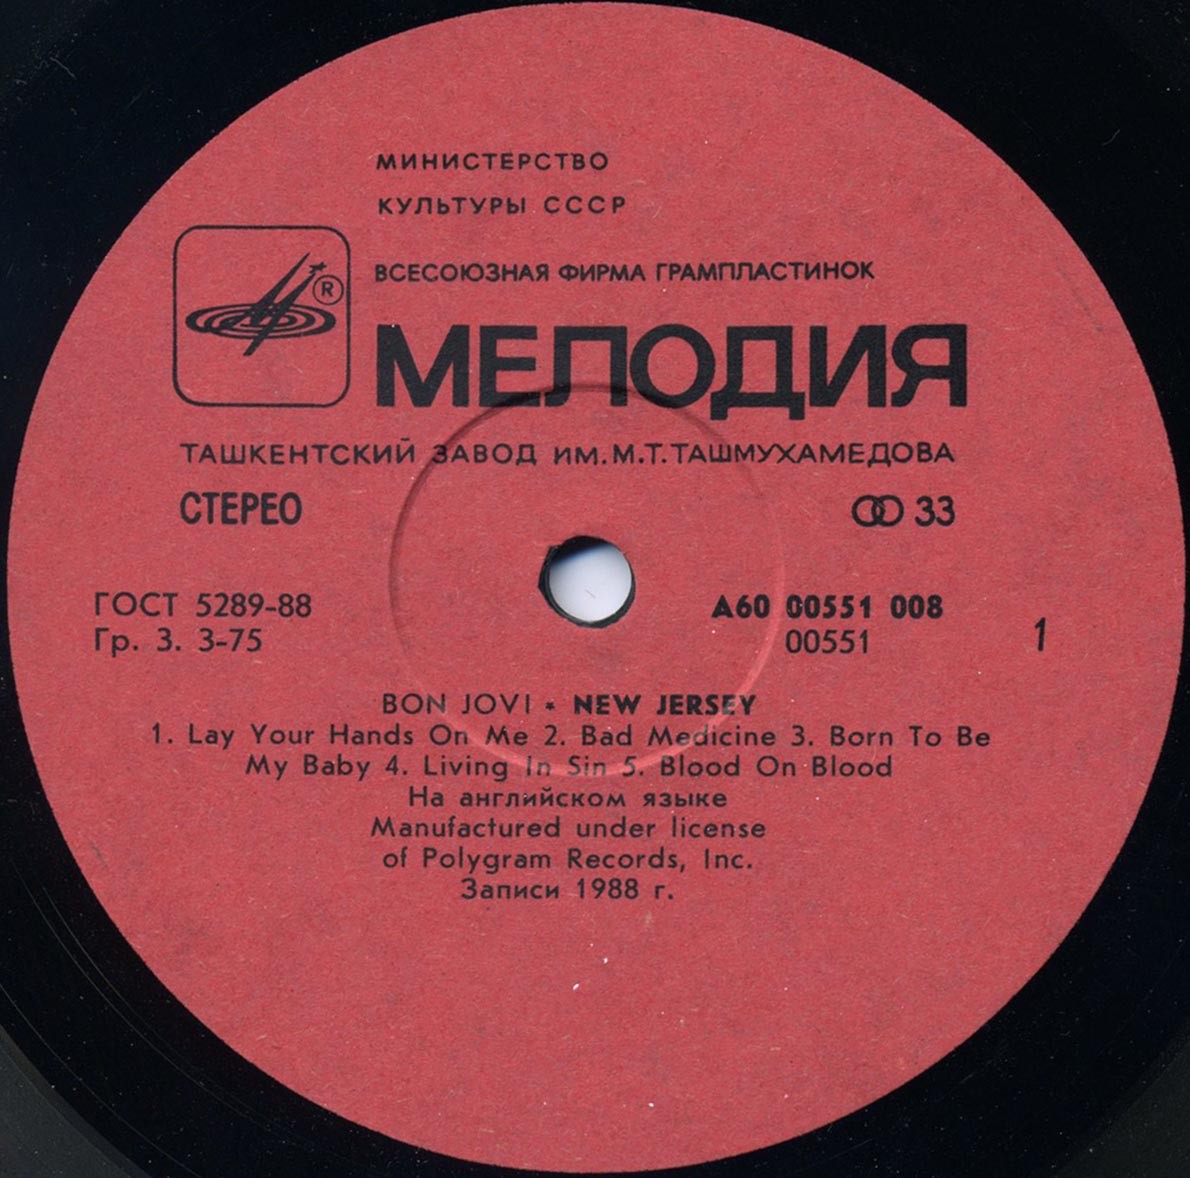 МИНИСТЕРСТВО
КУЛЬТУРЫ СССР
®
ВСЕСОЮЗНАЯ ФИРМА ГРАМПЛАСТИНОК
МЕЛОДИЯ
ТАШКЕНТСКИЙ ЗАВОД ИМ.М.Т.ТАШМУХАМЕДОВА
СТЕРЕО 33
ГОСТ 5289-88 А60 00551 008
Гр. 3. 3-75 00551 1
BON JOVI * NEW JERSEY
1. Lay Your Hands On Me 2. Bad Medicine 3. Born To Be
My Baby 4. Living In Sin 5. Blood On Blood
На английском языке
Manufactured under license
of Polygram Records, Inc.
Записи 1988 г.